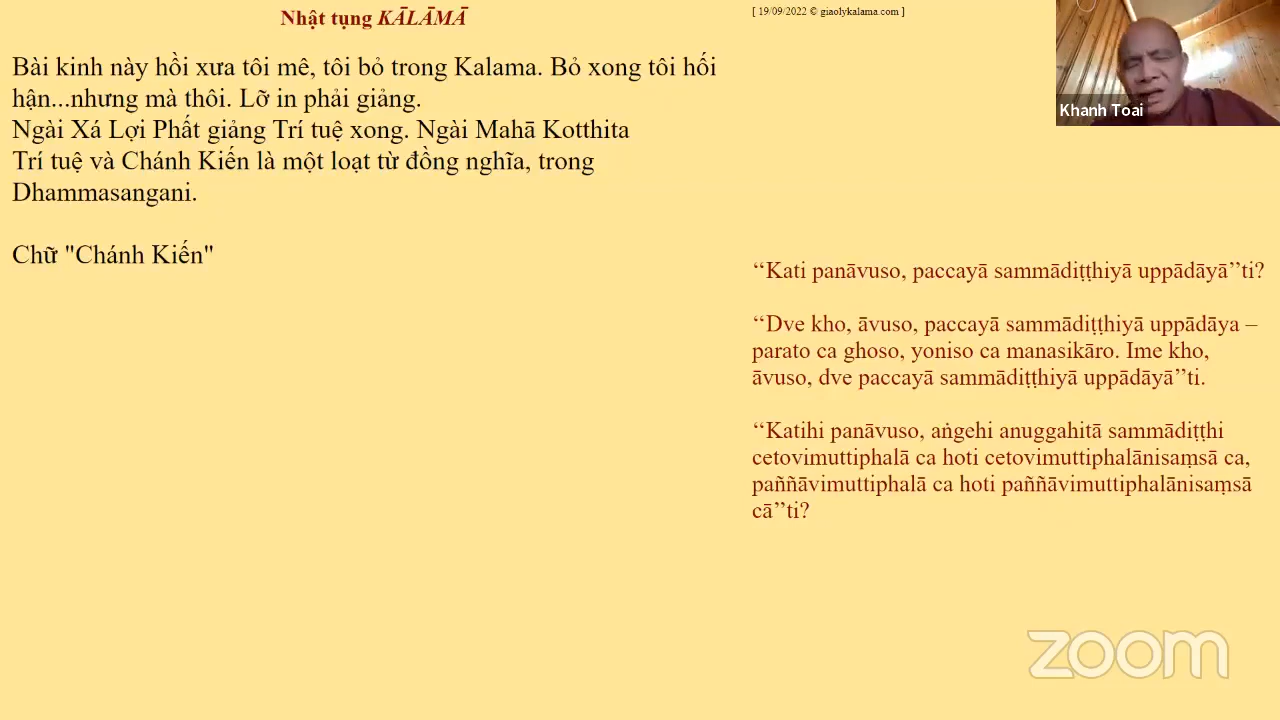 Nhật tụng KĀLĀMĀ
[ 19/09/2022 © giaolykalama.com ]
Khanh Toai
Bài kinh này hồi xưa tôi mê, tôi bỏ trong Kalama. Bỏ xong tôi hối
hận...nhưng mà thôi. Lỡ in phải giảng.
Ngài Xá Lợi Phất giảng Trí tuệ xong. Ngài Mahā Kotthita
Trí tuệ và Chánh Kiến là một loạt từ đồng nghĩa, trong
Dhammasangani.
Chữ "Chánh Kiến"
‘‘Kati panāvuso, paccayā sammādiṭṭhiyā uppādāyā’’ti?
‘‘Dve kho, āvuso, paccayā sammādiṭṭhiyā uppādāya –
parato ca ghoso, yoniso ca manasikāro. Ime kho,
āvuso, dve paccayā sammādiṭṭhiyā uppādāyā’’ti.
‘‘Katihi panāvuso, aṅgehi anuggahitā sammādiṭṭhi
cetovimuttiphalā ca hoti cetovimuttiphalānisaṃsā ca,
paññāvimuttiphalā ca hoti paññāvimuttiphalānisaṃsā
cā’’ti?
zoom